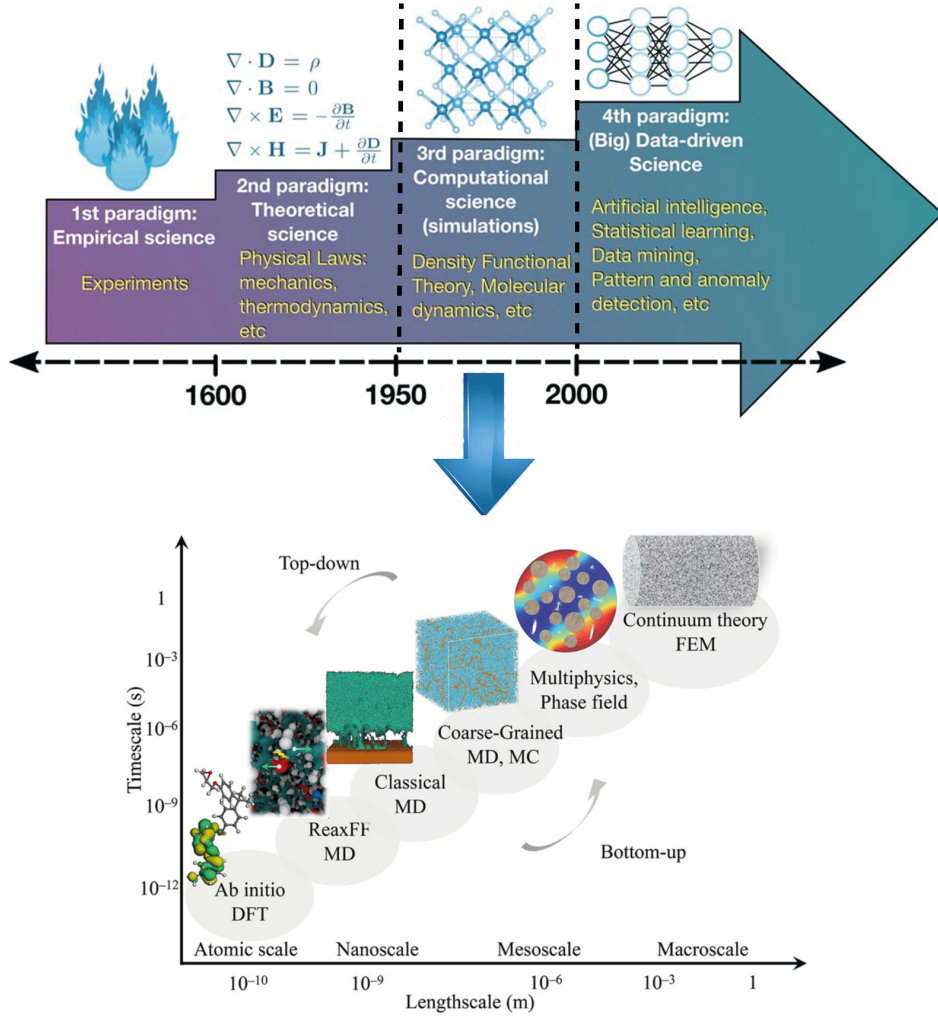 ∇ · D = ρ
∇ · B = 0
∇ × E = −∂B/∂t
∇ × H = J + ∂D/∂t
1st paradigm:
Empirical science
Experiments
2nd paradigm:
Theoretical
science
Physical Laws:
mechanics,
thermodynamics,
etc
3rd paradigm:
Computational
science
(simulations)
Density Functional
Theory, Molecular
dynamics, etc
4th paradigm:
(Big) Data-driven
Science
Artificial intelligence,
Statistical learning,
Data mining,
Pattern and anomaly
detection, etc
1600
1950
2000
Timescale (s)
1
10⁻³
10⁻⁶
10⁻⁹
10⁻¹²
Top-down
Continuum theory
FEM
Multiphysics,
Phase field
Coarse-Grained
MD, MC
Classical
MD
ReaxFF
MD
Ab initio
DFT
Bottom-up
Atomic scale
Nanoscale
Mesoscale
Macroscale
10⁻¹⁰
10⁻⁹
10⁻⁶
10⁻³
1
Lengthscale (m)